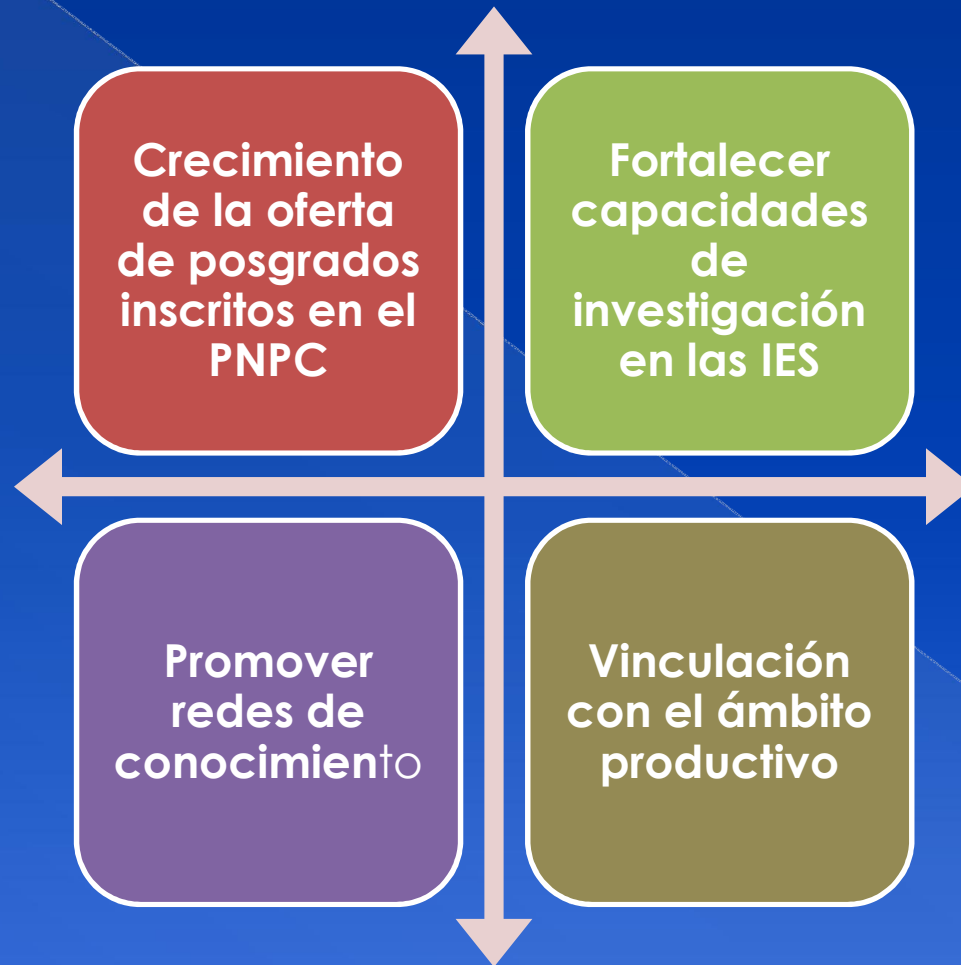 Crecimiento
de la oferta
de posgrados
inscritos en el
PNPC
Fortalecer
capacidades
de
investigación
en las IES
Promover
redes de
conocimiento
Vinculación
con el ámbito
productivo